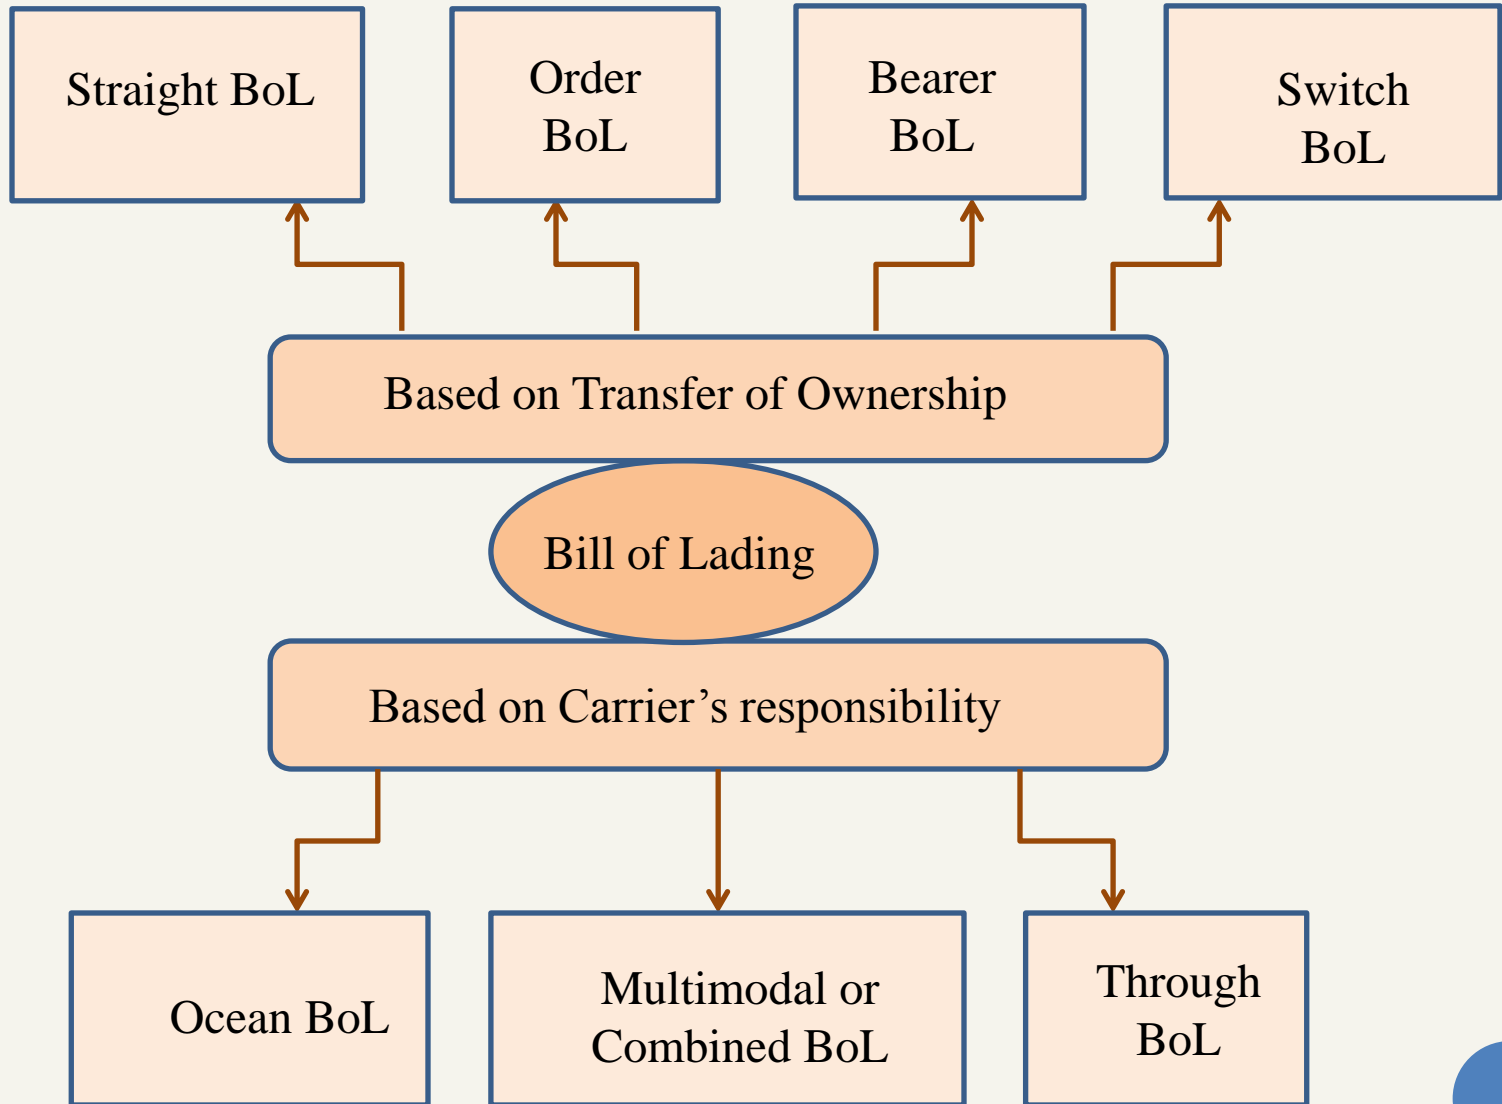 Straight BoL
Order
BoL
Bearer
BoL
Switch
BoL
Based on Transfer of Ownership
Bill of Lading
Based on Carrier’s responsibility
Ocean BoL
Multimodal or
Combined BoL
Through
BoL